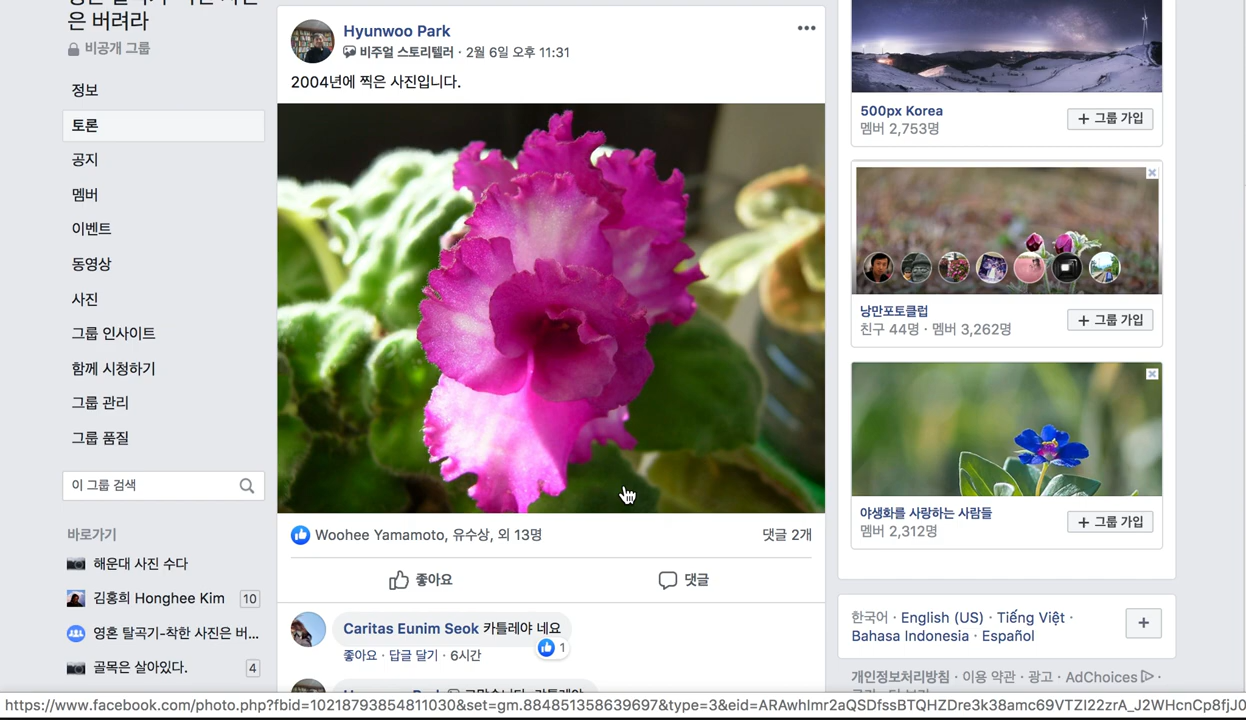 은 버려라
비공개 그룹
정보
토론
공지
멤버
이벤트
동영상
사진
그룹 인사이트
함께 시청하기
그룹 관리
그룹 품질
이 그룹 검색
바로가기
해운대 사진 수다
김홍희 Honghee Kim 10
영혼 탈곡기-착한 사진은 버...
골목은 살아있다. 4
Hyunwoo Park
비주얼 스토리텔러 · 2월 6일 오후 11:31
2004년에 찍은 사진입니다.
Woohee Yamamoto, 유수상, 외 13명
댓글 2개
좋아요
댓글
Caritas Eunim Seok 카틀레야 네요
1
좋아요 · 답글 달기 · 6시간
500px Korea
멤버 2,753명
+ 그룹 가입
낭만포토클럽
친구 44명 · 멤버 3,262명
+ 그룹 가입
야생화를 사랑하는 사람들
멤버 2,312명
+ 그룹 가입
한국어 · English (US) · Tiếng Việt ·
Bahasa Indonesia · Español
+
개인정보처리방침 · 이용 약관 · 광고 · AdChoices ·
https://www.facebook.com/photo.php?fbid=10218793854811030&set=gm.884851358639697&type=3&eid=ARAwhlmr2aQSDfssBTQHZDre3k38amc69VTZI22zrA_J2WHcnCp8fjJ0